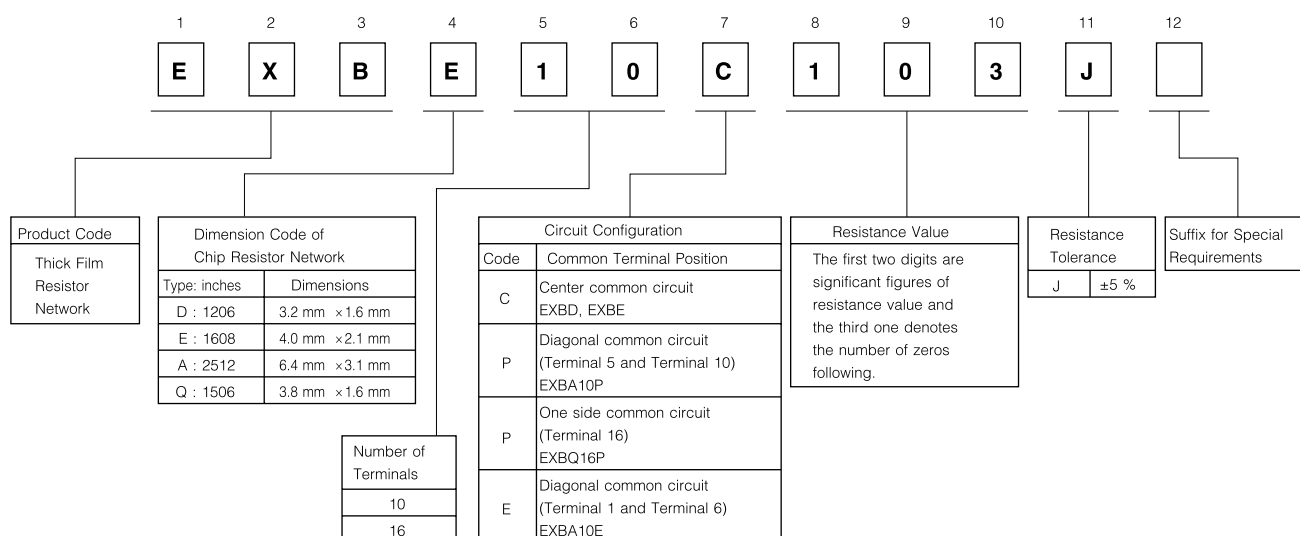 1 2 3 4 5 6 7 8 9 10 11 12
E X B E 1 0 C 1 0 3 J
Product Code
Thick Film
Resistor
Network
Dimension Code of
Chip Resistor Network
Type: inches Dimensions
D : 1206 3.2 mm ×1.6 mm
E : 1608 4.0 mm ×2.1 mm
A : 2512 6.4 mm ×3.1 mm
Q : 1506 3.8 mm ×1.6 mm
Number of
Terminals
10
16
Circuit Configuration
Code Common Terminal Position
C Center common circuit
EXBD, EXBE
P Diagonal common circuit
(Terminal 5 and Terminal 10)
EXBA10P
P One side common circuit
(Terminal 16)
EXBQ16P
E Diagonal common circuit
(Terminal 1 and Terminal 6)
EXBA10E
Resistance Value
The first two digits are
significant figures of
resistance value and
the third one denotes
the number of zeros
following.
Resistance
Tolerance
J ±5 %
Suffix for Special
Requirements